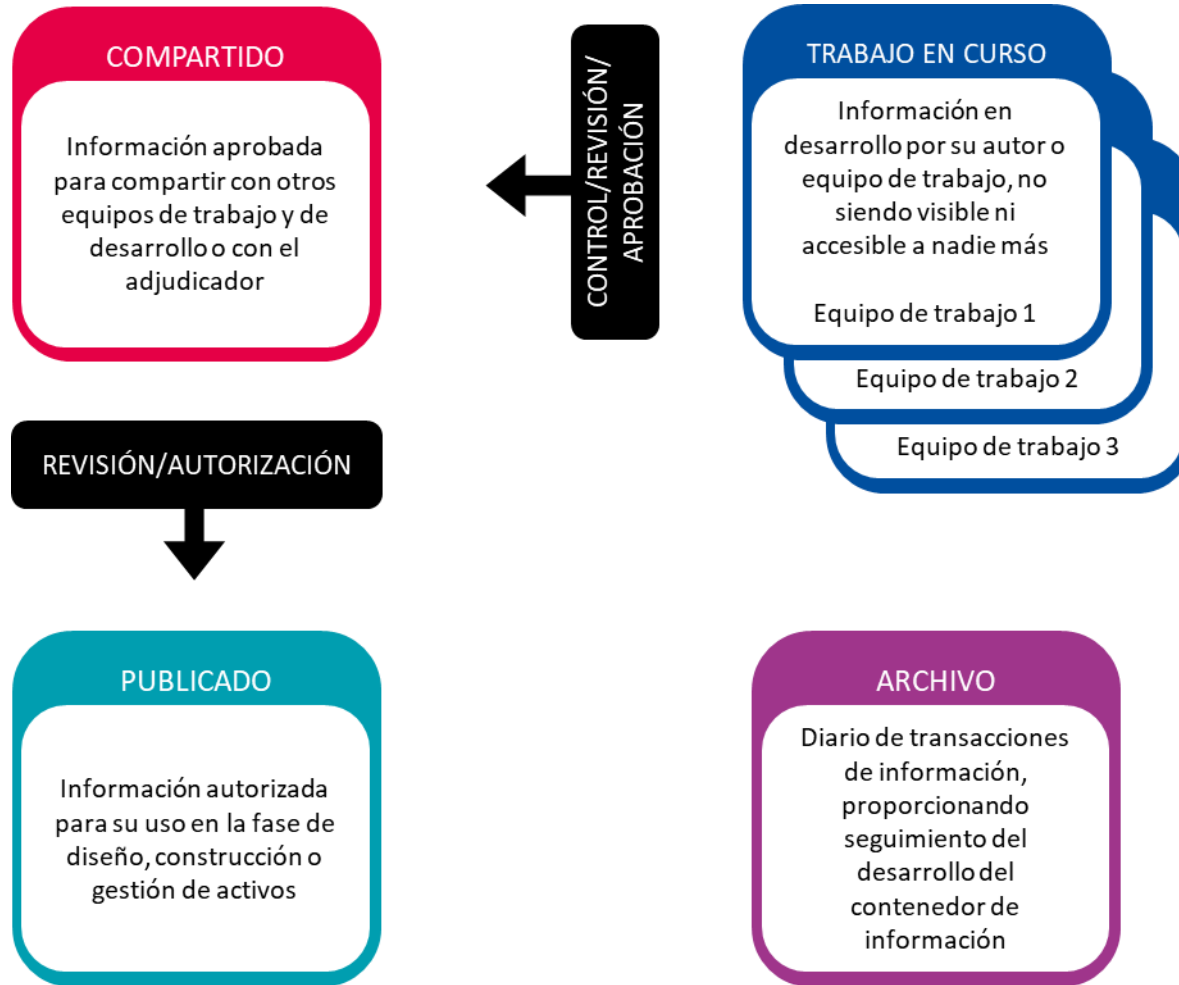 COMPARTIDO
Información aprobada
para compartir con otros
equipos de trabajo y de
desarrollo o con el
adjudicador
CONTROL/REVISIÓN/
APROBACIÓN
TRABAJO EN CURSO
Información en
desarrollo por su autor o
equipo de trabajo, no
siendo visible ni
accesible a nadie más
Equipo de trabajo 1
Equipo de trabajo 2
Equipo de trabajo 3
REVISIÓN/AUTORIZACIÓN
PUBLICADO
Información autorizada
para su uso en la fase de
diseño, construcción o
gestión de activos
ARCHIVO
Diario de transacciones
de información,
proporcionando
seguimiento del
desarrollo del
contenedor de
información